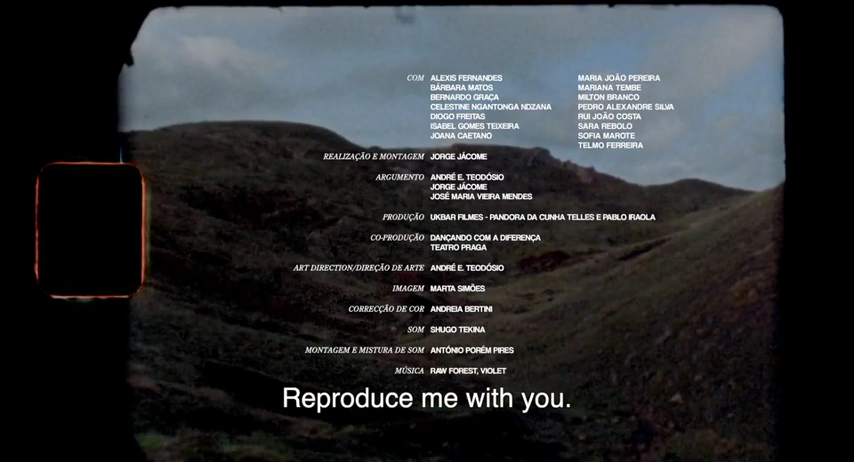 COM ALEXIS FERNANDES MARIA JOÃO PEREIRA
BÁRBARA MATOS MARIANA TEMBE
BERNARDO GRAÇA MILTON BRANCO
CELESTINE NGANTONGA NDZANA PEDRO ALEXANDRE SILVA
DIOGO FREITAS RUI JOÃO COSTA
ISABEL GOMES TEIXEIRA SARA REBOLO
JOANA CAETANO SOFIA MAROTE
TELMO FERREIRA
REALIZAÇÃO E MONTAGEM JORGE JÁCOME
ARGUMENTO ANDRÉ E. TEODÓSIO
JORGE JÁCOME
JOSÉ MARIA VIEIRA MENDES
PRODUÇÃO UKBAR FILMES - PANDORA DA CUNHA TELLES E PABLO IRAOLA
CO-PRODUÇÃO DANÇANDO COM A DIFERENÇA
TEATRO PRAGA
ART DIRECTION/DIREÇÃO DE ARTE ANDRÉ E. TEODÓSIO
IMAGEM MARTA SIMÕES
CORRECÇÃO DE COR ANDREIA BERTINI
SOM SHUGO TEKINA
MONTAGEM E MISTURA DE SOM ANTÓNIO PORÉM PIRES
MÚSICA RAW FOREST, VIOLET
Reproduce me with you.